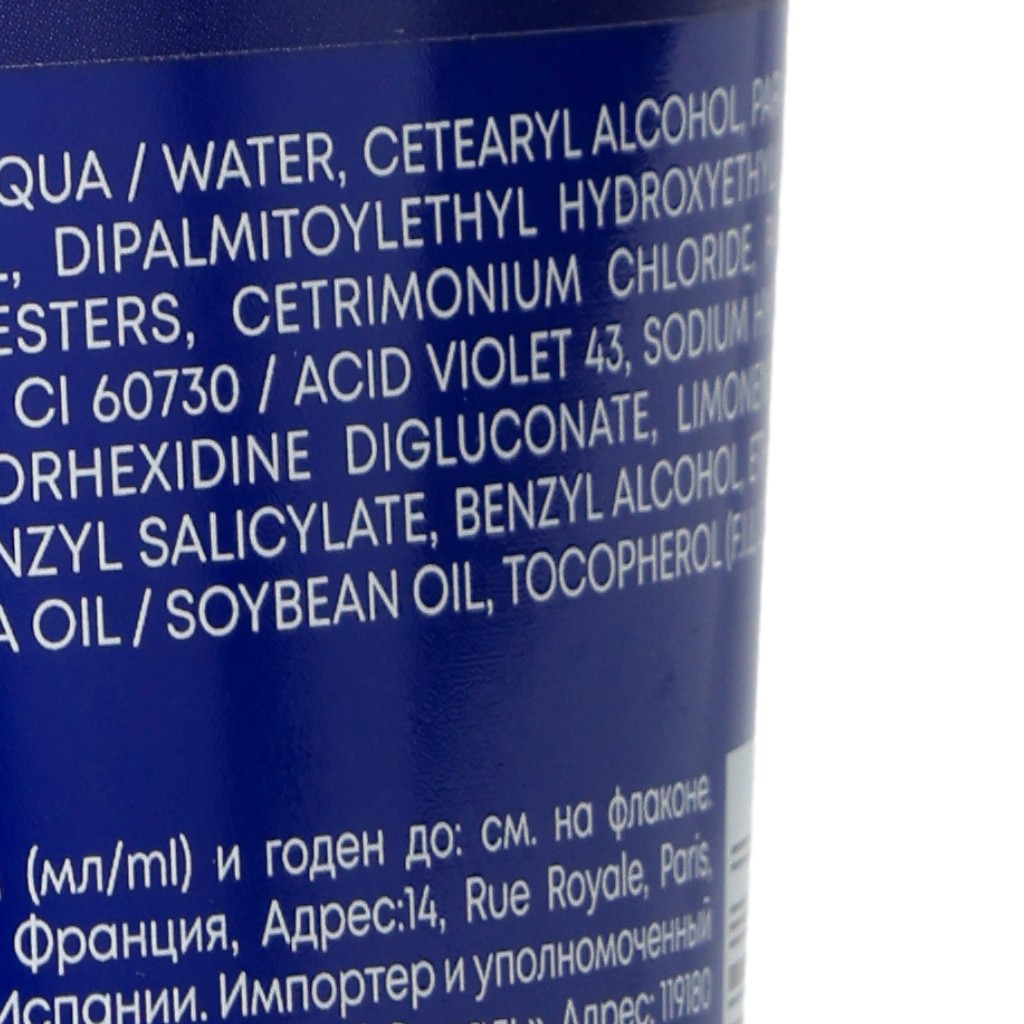 QUA / WATER, CETEARYL ALCOHOL,
DIPALMITOYLETHYL
ESTERS, CETRIMONIUM CHLORIDE,
CI 60730 / ACID VIOLET 43, SODIUM
ORHEXIDINE DIGLUCONATE,
NZYL SALICYLATE, BENZYL ALCOHOL,
A OIL / SOYBEAN OIL, TOCOPHEROL
(мл/ml) и годен до: см. на флаконе.
Франция, Адрес:14, Rue Royale, Paris,
Испании. Импортер и уполномоченный
Адрес: 119180